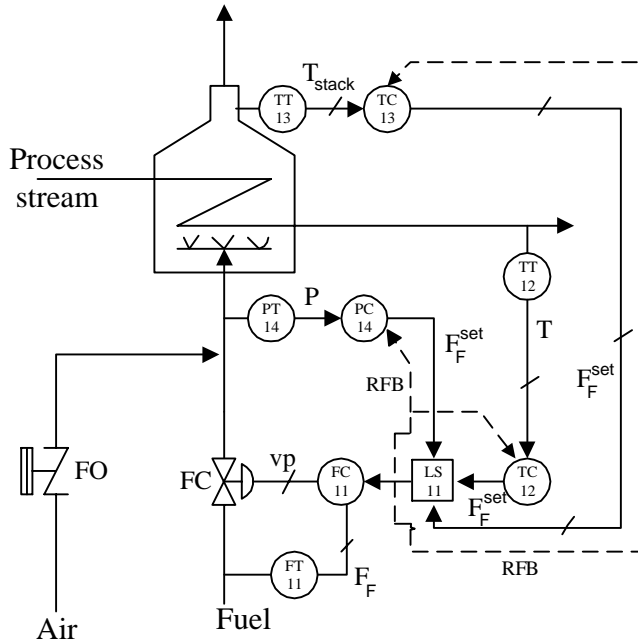 T_stack
TT
13
TC
13
Process
stream
TT
12
PT
14
P
PC
14
F_F^set
T
F_F^set
RFB
FO
FC
vp
FC
11
LS
11
TC
12
F_F^set
FT
11
F_F
RFB
Air
Fuel